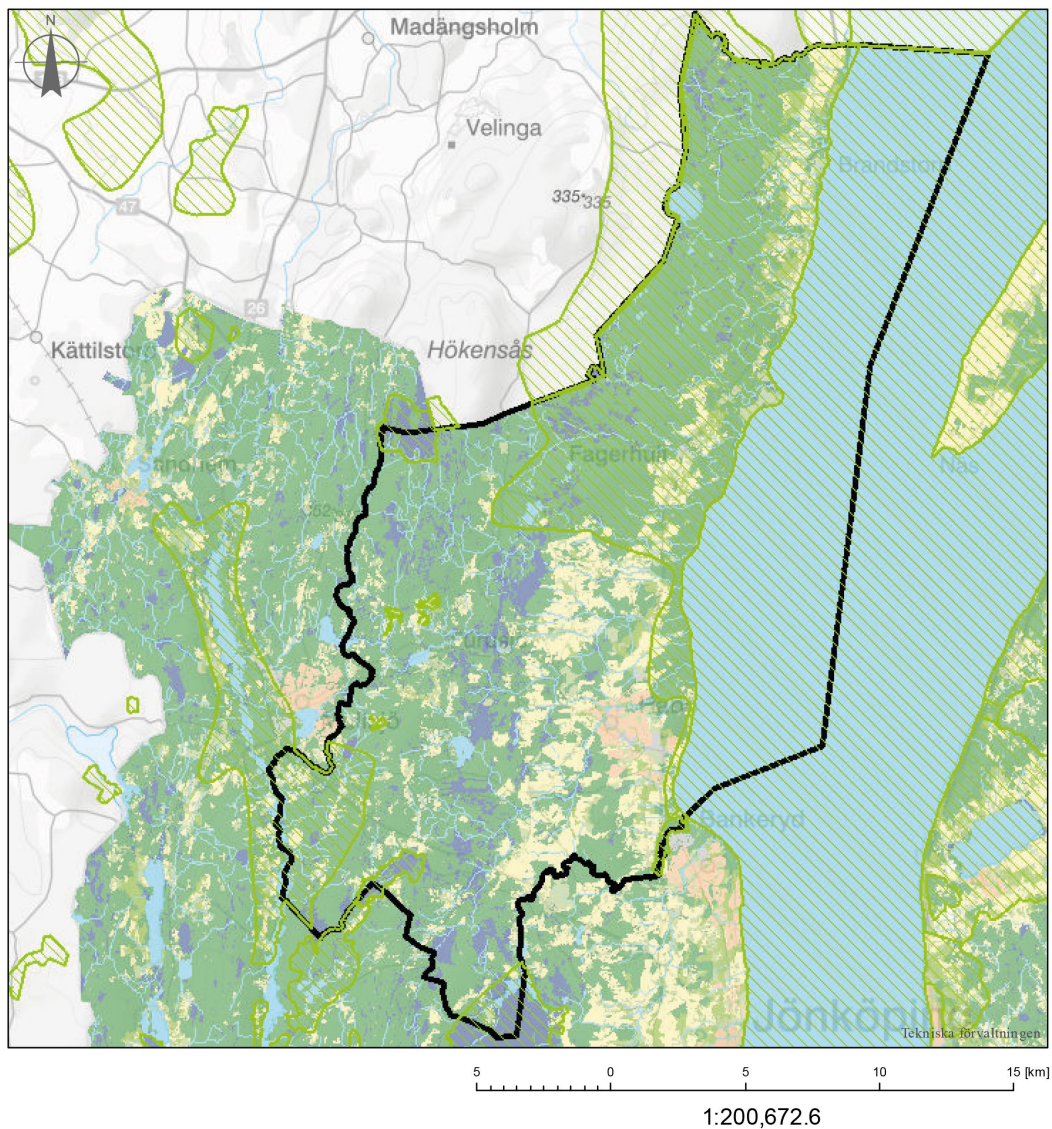 N
Madängsholm
Velinga
Brandstorp
335
335
47
26
Kättilstorp
Hökensås
Sandhem
Fagerhult
Näs
Bankeryd
Jönköping
Tekniska förvaltningen
5 0 5 10 15 [km]
1:200,672.6